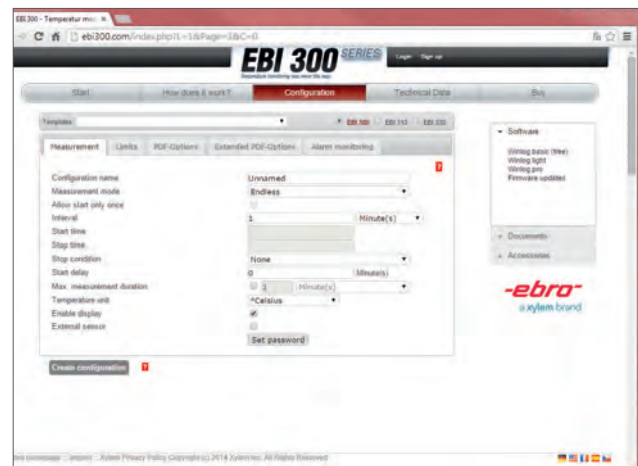 EBI 300 - Temperatur mo
ebi300.com/index.php?L=1&Page=3&C=0
EBI 300 SERIES
Login Sign up
Start How does it work? Configuration Technical Data Buy
Template EBI 300 EBI 310 EBI 330
Measurement Limits PDF-Options Extended PDF-Options Alarm monitoring
?
Configuration name Unnamed
Measurement mode Endless
Allow start only once
Interval 1 Minute(s)
Start time
Stop time
Stop condition None
Start delay 0 Minute(s)
Max. measurement duration 2 Minute(s)
Temperature unit °Celsius
Enable display
External sensor
Set password
Create configuration ?
Software
Winlog basic (free)
Winlog light
Winlog pro
Firmware updated
Documents
Accessories
-ebro-
a xylem brand
Xylem Privacy Policy Copyright (c) 2014 Xylem Inc. All Rights Reserved